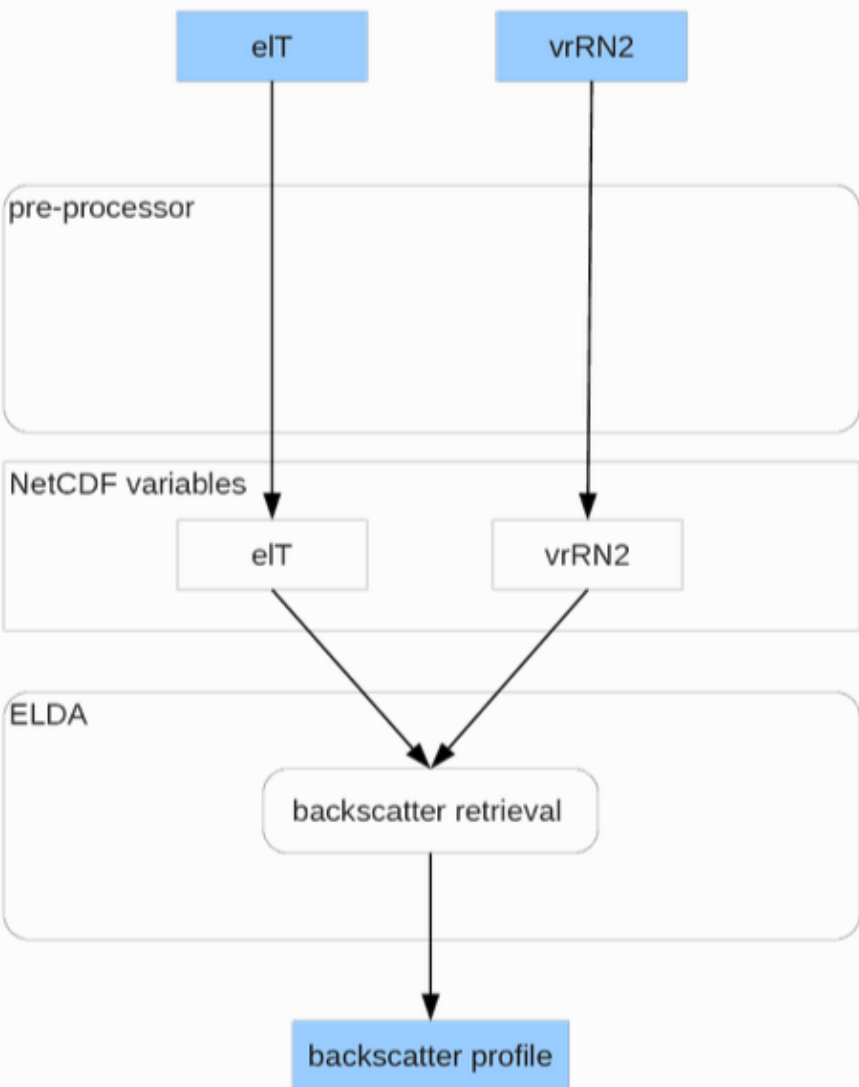 elT
vrRN2
pre-processor
NetCDF variables
elT
vrRN2
ELDA
backscatter retrieval
backscatter profile